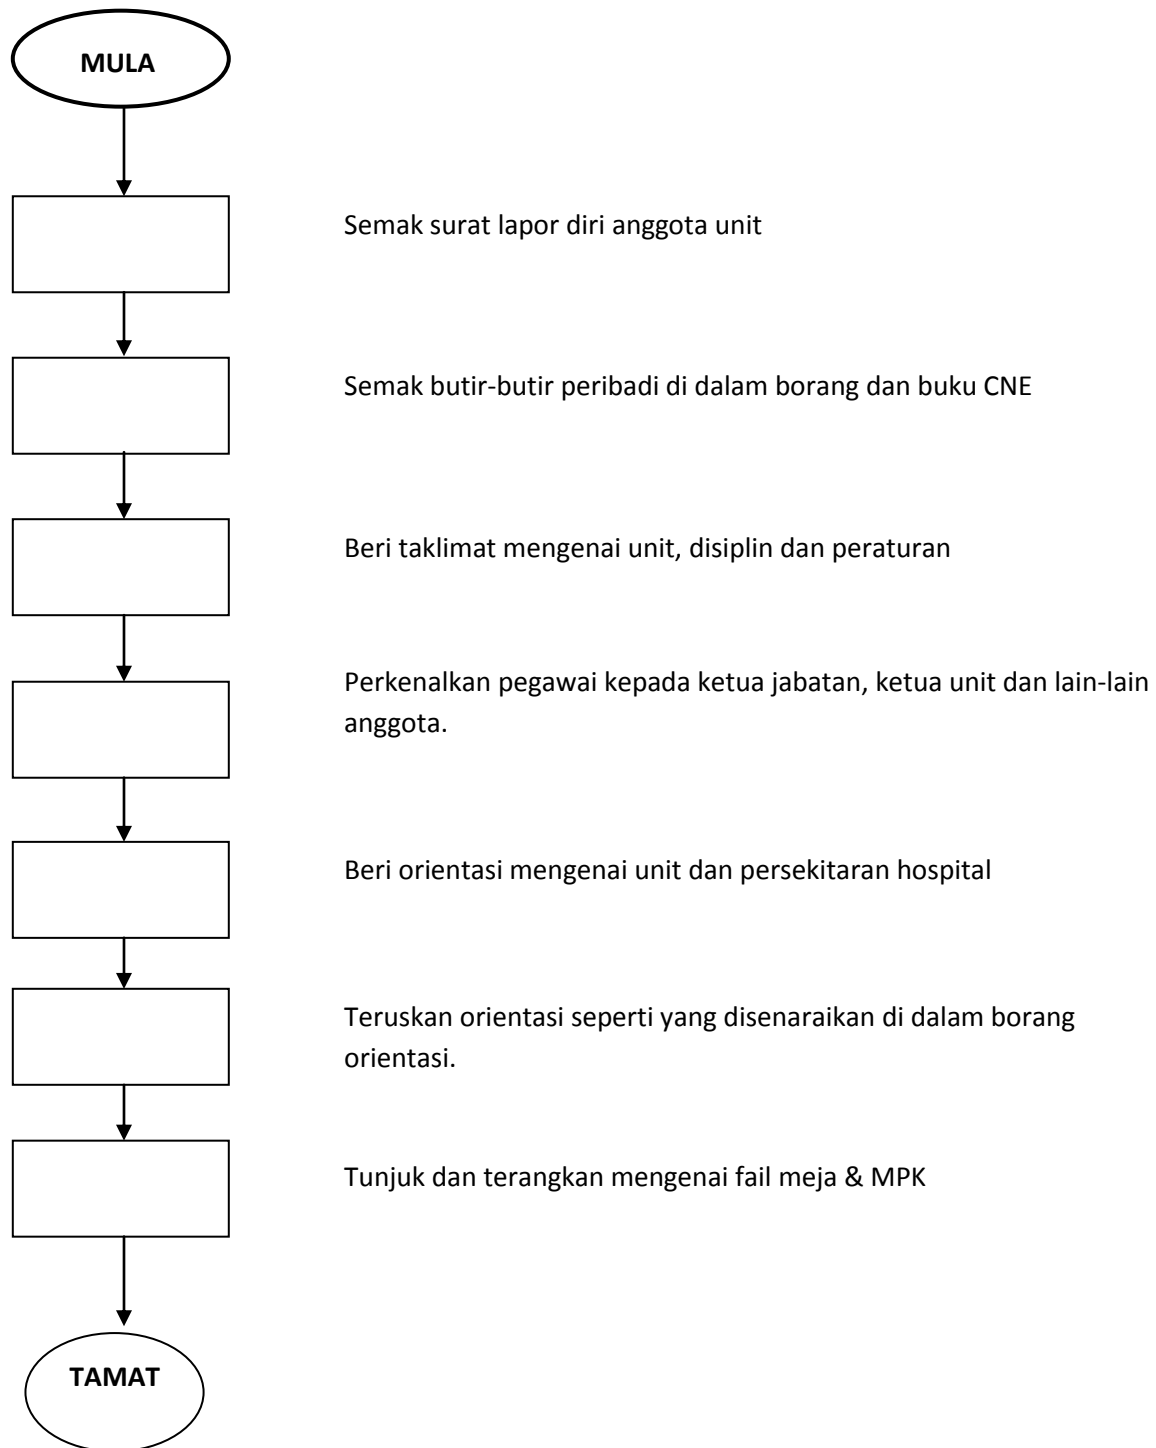 MULA
Semak surat lapor diri anggota unit
Semak butir-butir peribadi di dalam borang dan buku CNE
Beri taklimat mengenai unit, disiplin dan peraturan
Perkenalkan pegawai kepada ketua jabatan, ketua unit dan lain-lain
anggota.
Beri orientasi mengenai unit dan persekitaran hospital
Teruskan orientasi seperti yang disenaraikan di dalam borang
orientasi.
Tunjuk dan terangkan mengenai fail meja & MPK
TAMAT